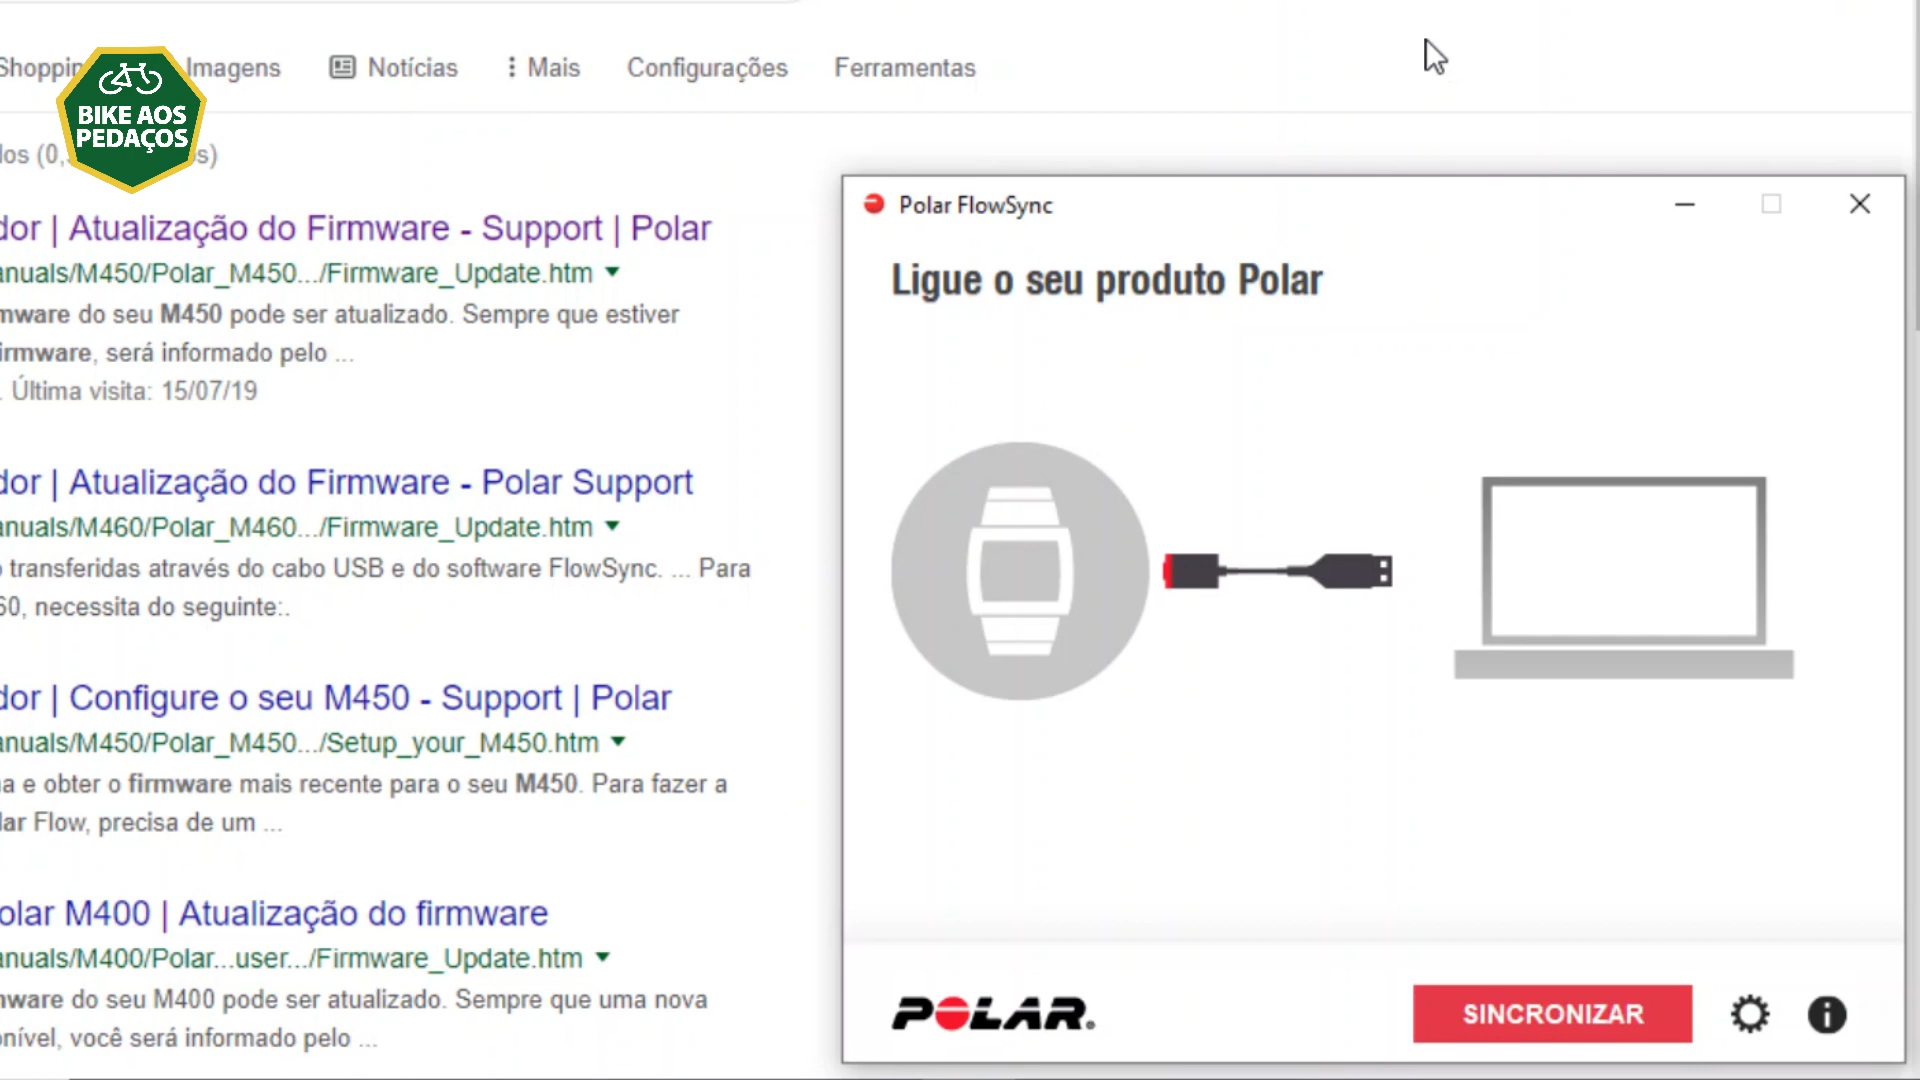 Imagens
Notícias
Mais
Configurações
Ferramentas
BIKE AOS
PEDAÇOS
dor | Atualização do Firmware - Support | Polar
anuals/M450/Polar_M450.../Firmware_Update.htm
mware do seu M450 pode ser atualizado. Sempre que estiver
irmware, será informado pelo ...
. Última visita: 15/07/19
dor | Atualização do Firmware - Polar Support
anuals/M460/Polar_M460.../Firmware_Update.htm
o transferidas através do cabo USB e do software FlowSync. ... Para
60, necessita do seguinte:.
dor | Configure o seu M450 - Support | Polar
anuals/M450/Polar_M450.../Setup_your_M450.htm
a e obter o firmware mais recente para o seu M450. Para fazer a
lar Flow, precisa de um ...
olar M400 | Atualização do firmware
anuals/M400/Polar...user.../Firmware_Update.htm
nware do seu M400 pode ser atualizado. Sempre que uma nova
onível, você será informado pelo ...
Polar FlowSync
Ligue o seu produto Polar
POLAR
SINCRONIZAR